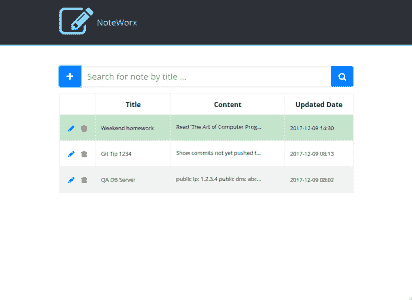 NoteWorx
Search for note by title ...
Title Content Updated Date
Weekend homework Read! The Art of Computer Prog... 2017-12-09 14:30
Git Tip 1234 Show commits not yet pushed t... 2017-12-09 08:13
QA DB Server public ip: 1.2.3.4 public dns: abc... 2017-12-09 08:02